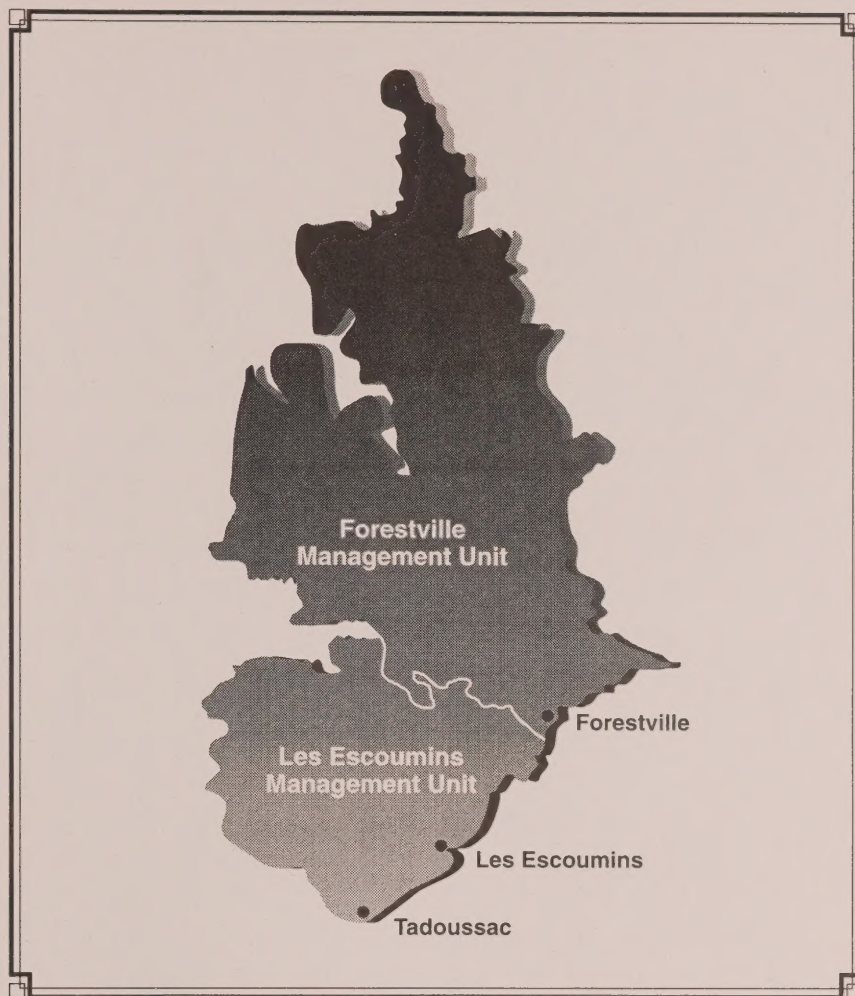 Forestville
Management Unit
Forestville
Les Escoumins
Management Unit
Les Escoumins
Tadoussac